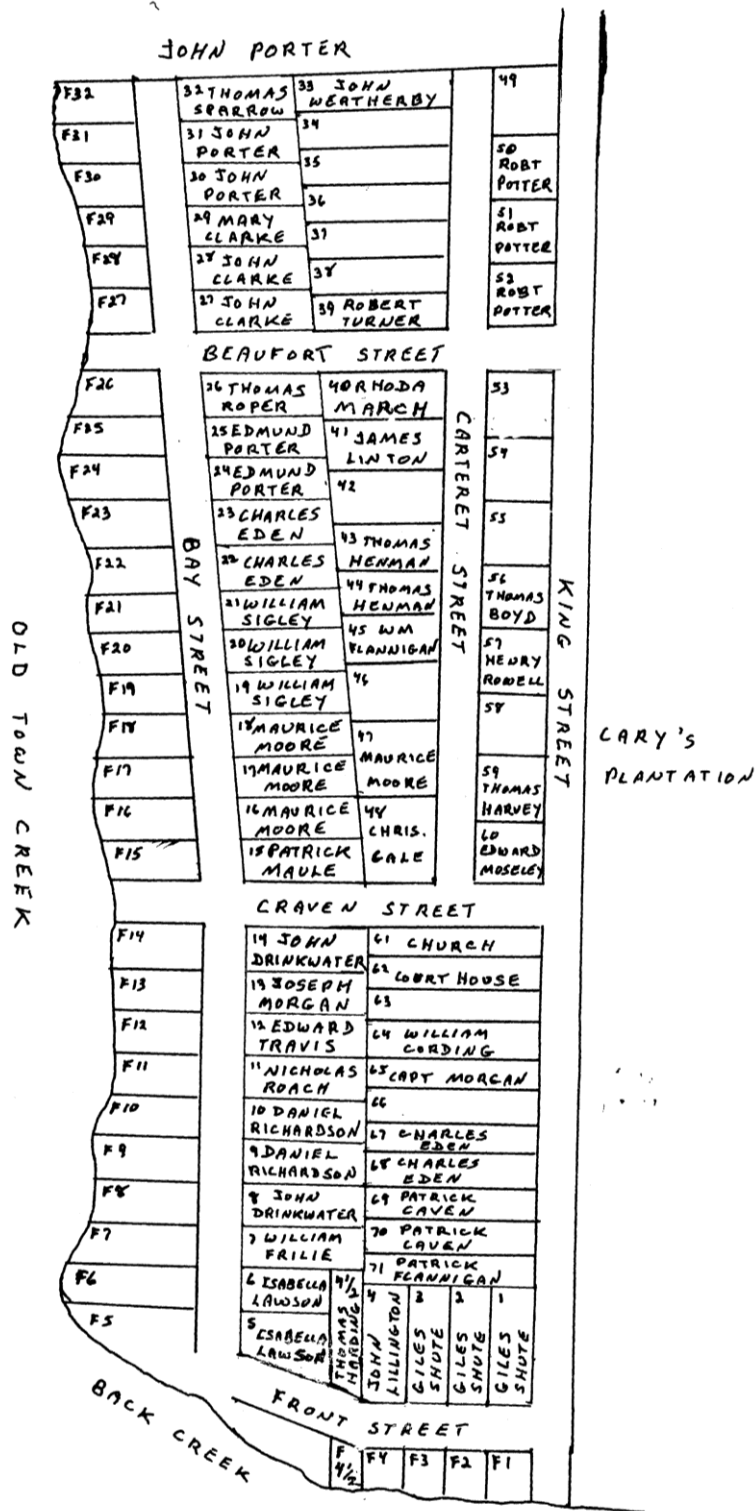 JOHN PORTER
F32
F31
F30
F29
F28
F27
32 THOMAS
SPARROW
31 JOHN
PORTER
30 JOHN
PORTER
29 MARY
CLARKE
28 JOHN
CLARKE
27 JOHN
CLARKE
33 JOHN
WEATHERBY
34
35
36
37
38
39 ROBERT
TURNER
49
50
ROBT
POTTER
51
ROBT
POTTER
52
ROBT
POTTER
BEAUFORT STREET
F26
F25
F24
F23
F22
F21
F20
F19
F18
F17
F16
F15
BAY STREET
26 THOMAS
ROPER
25 EDMUND
PORTER
24 EDMUND
PORTER
23 CHARLES
EDEN
22 CHARLES
EDEN
21 WILLIAM
SIGLEY
20 WILLIAM
SIGLEY
19 WILLIAM
SIGLEY
18 MAURICE
MOORE
17 MAURICE
MOORE
16 MAURICE
MOORE
15 PATRICK
MAULE
40 RHODA
MARCH
41 JAMES
LINTON
42
43 THOMAS
HENMAN
44 THOMAS
HENMAN
45 WM
FLANNIGAN
46
47
MAURICE
MOORE
48
CHRIS.
GALE
CARTERET STREET
53
54
55
56
THOMAS
BOYD
57
HENRY
ROWELL
58
59
THOMAS
HARVEY
60
EDWARD
MOSELEY
KING STREET
CARY'S
PLANTATION
OLD TOWN CREEK
CRAVEN STREET
F14
F13
F12
F11
F10
F9
F8
F7
F6
F5
14 JOHN
DRINKWATER
13 JOSEPH
MORGAN
12 EDWARD
TRAVIS
11 NICHOLAS
ROACH
10 DANIEL
RICHARDSON
9 DANIEL
RICHARDSON
8 JOHN
DRINKWATER
7 WILLIAM
FRILIE
6 ISABELLA
LAWSON
5 ISABELLA
LAWSON
61 CHURCH
62 COURT HOUSE
63
64 WILLIAM
CORDING
65 CAPT MORGAN
66
67 CHARLES
EDEN
68 CHARLES
EDEN
69 PATRICK
CAVEN
70 PATRICK
CAVEN
71 PATRICK
FLANNIGAN
4 1/2
THOMAS
HARDING
4
JOHN
LILLINGTON
3
GILES
SHUTE
2
GILES
SHUTE
1
GILES
SHUTE
BACK CREEK
FRONT STREET
F
4 1/2
F4
F3
F2
F1